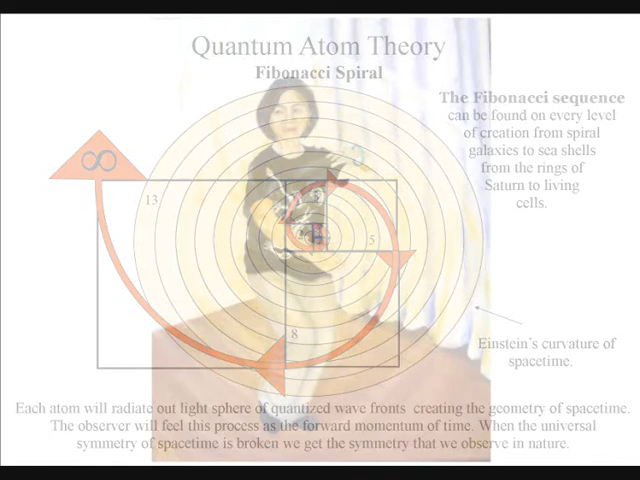 Quantum Atom Theory
Fibonacci Spiral
The Fibonacci sequence
can be found on every level
of creation from spiral
galaxies to sea shells
from the rings of
Saturn to living
cells.
∞
13
5
8
Einstein's curvature of
spacetime.
Each atom will radiate out light sphere of quantized wave fronts creating the geometry of spacetime.
The observer will feel this process as the forward momentum of time. When the universal
symmetry of spacetime is broken we get the symmetry that we observe in nature.